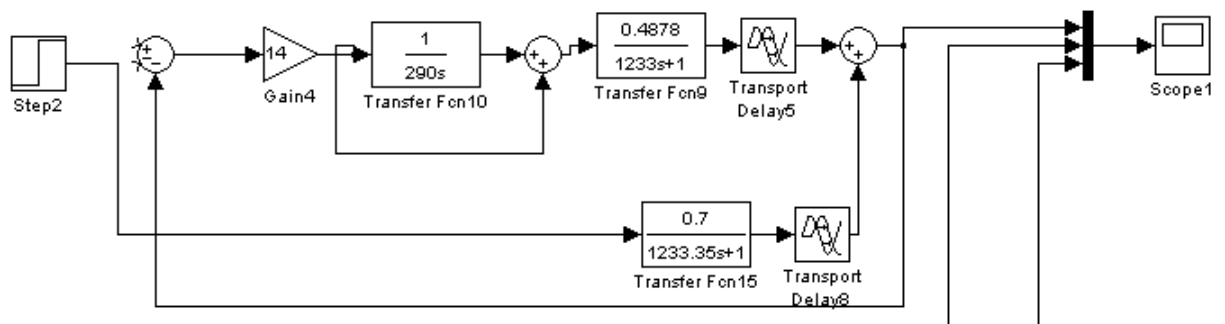 Step2
14
Gain4
1
290s
Transfer Fcn10
0.4878
1233s+1
Transfer Fcn9
Transport
Delay5
Scope1
0.7
1233.35s+1
Transfer Fcn15
Transport
Delay8